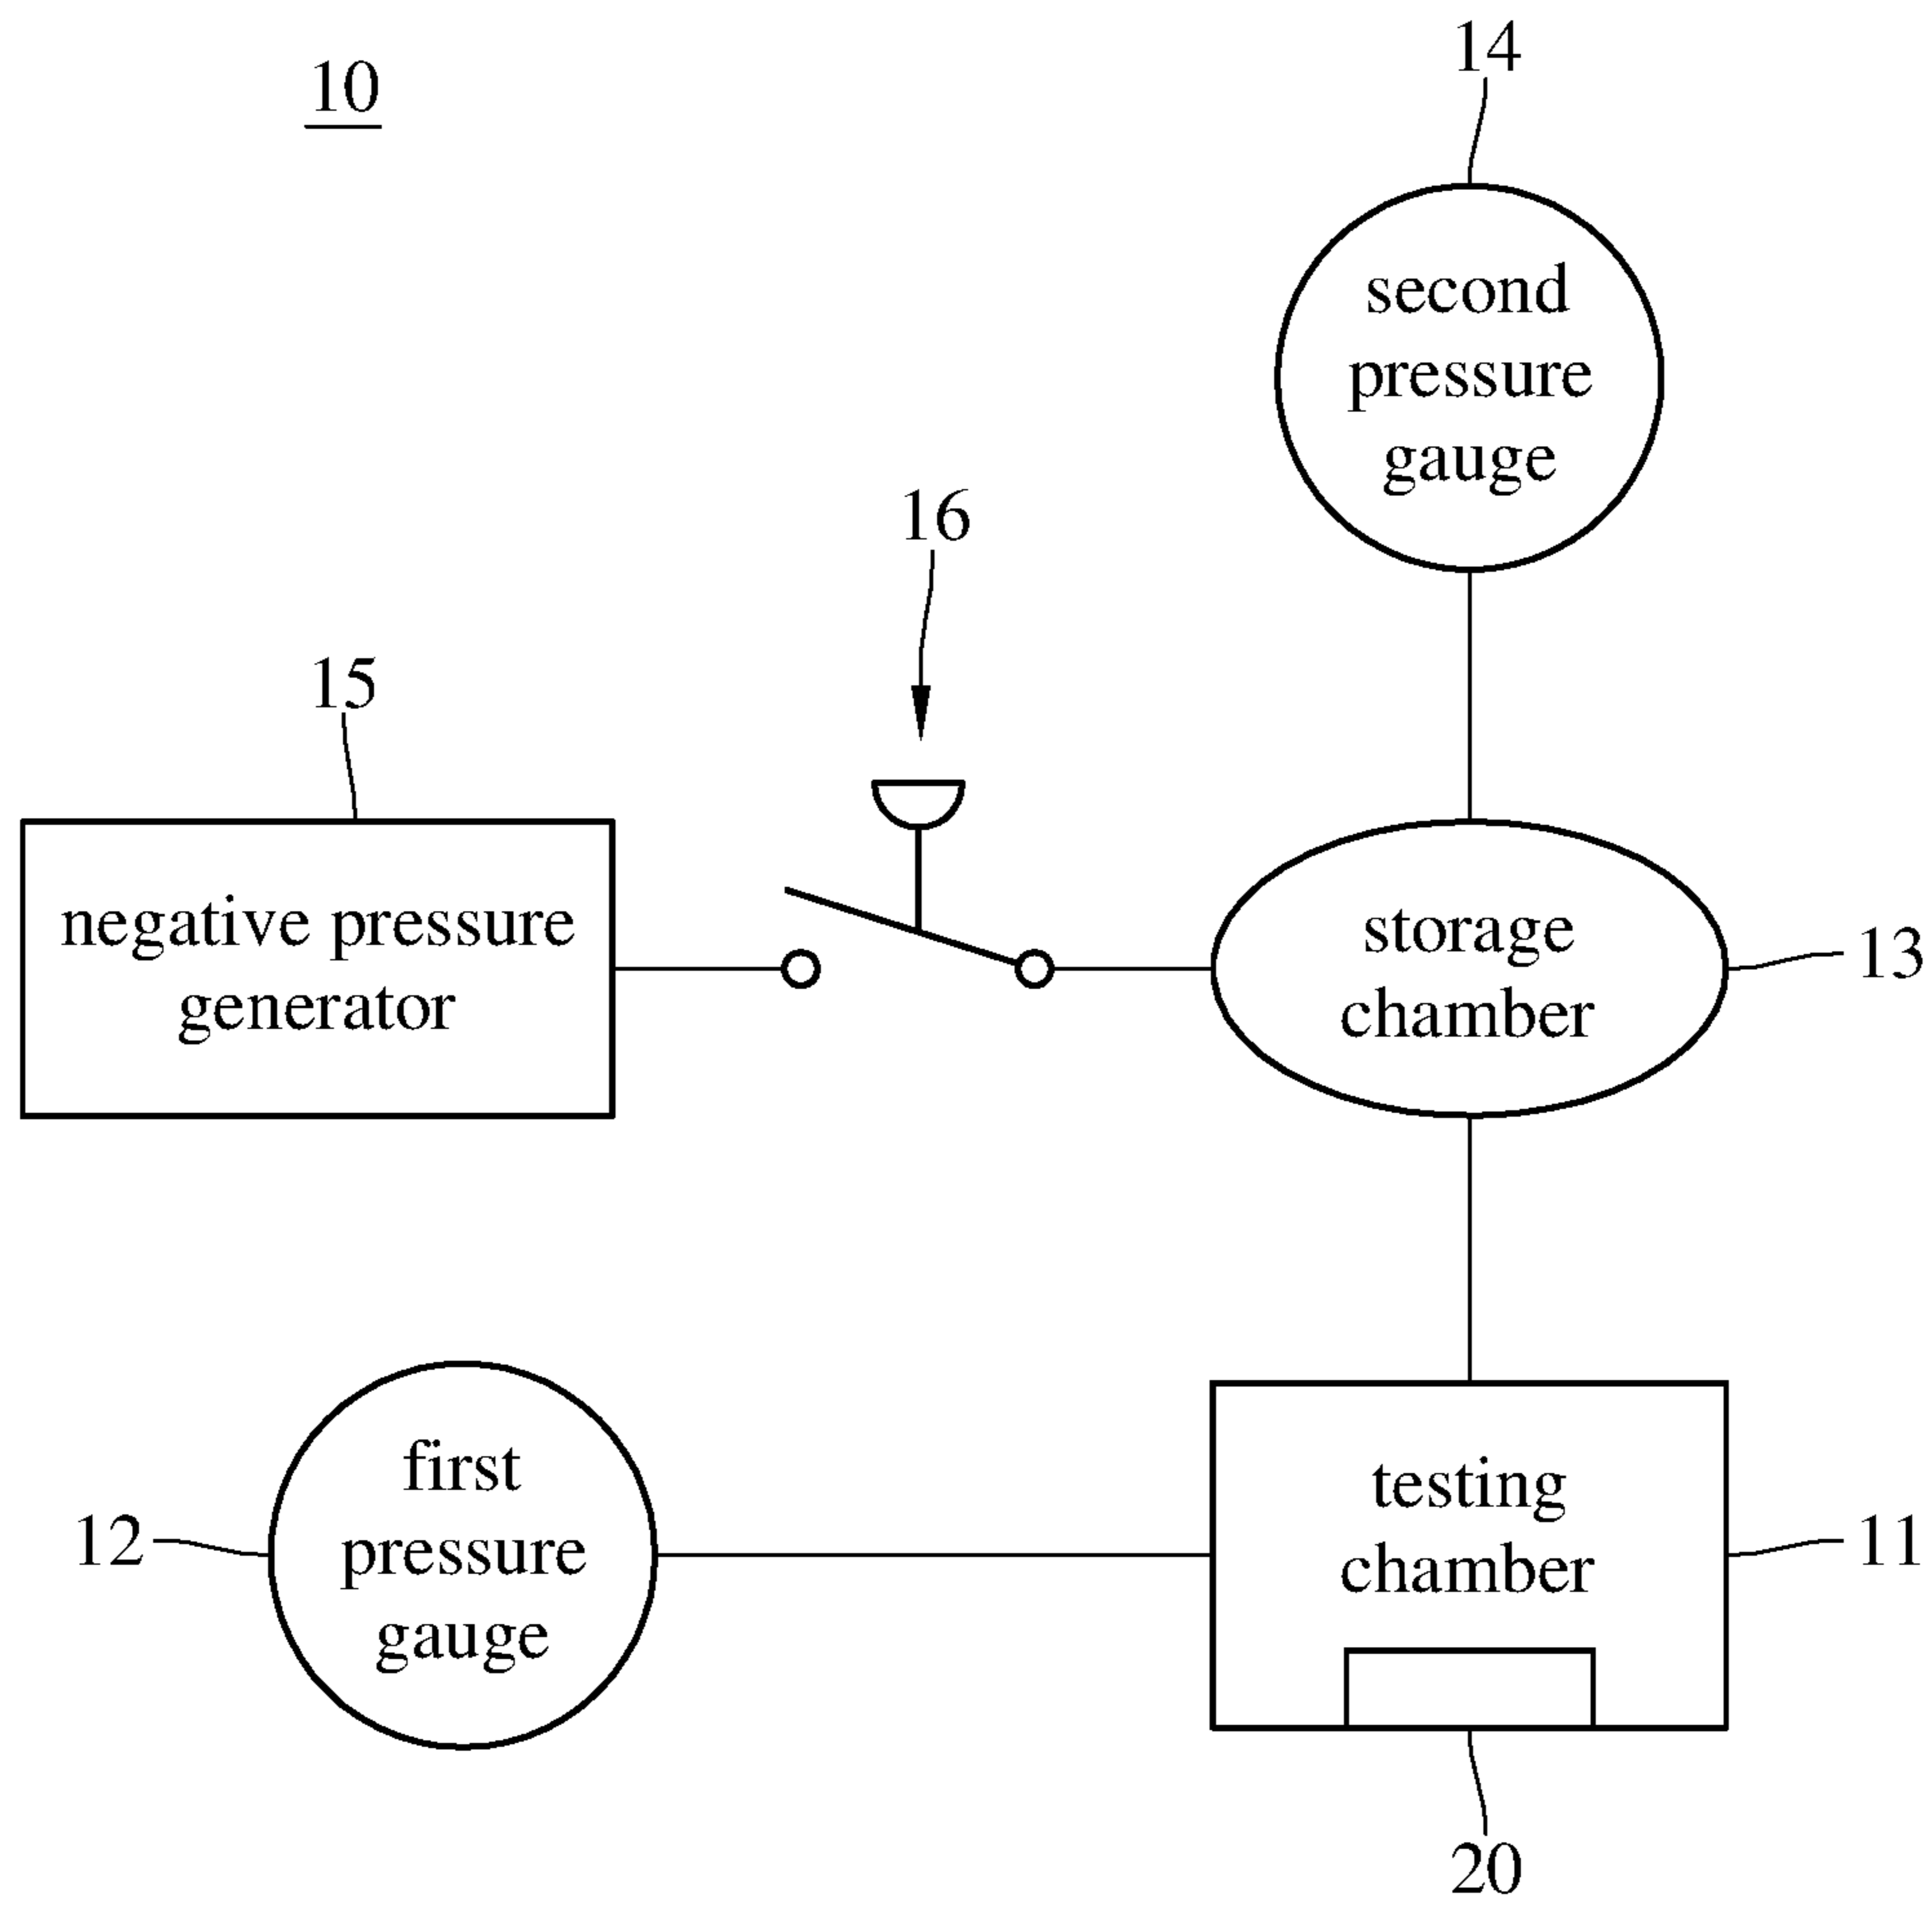 10
14
second
pressure
gauge
16
15
negative pressure
generator
storage
chamber
13
first
pressure
gauge
12
testing
chamber
11
20